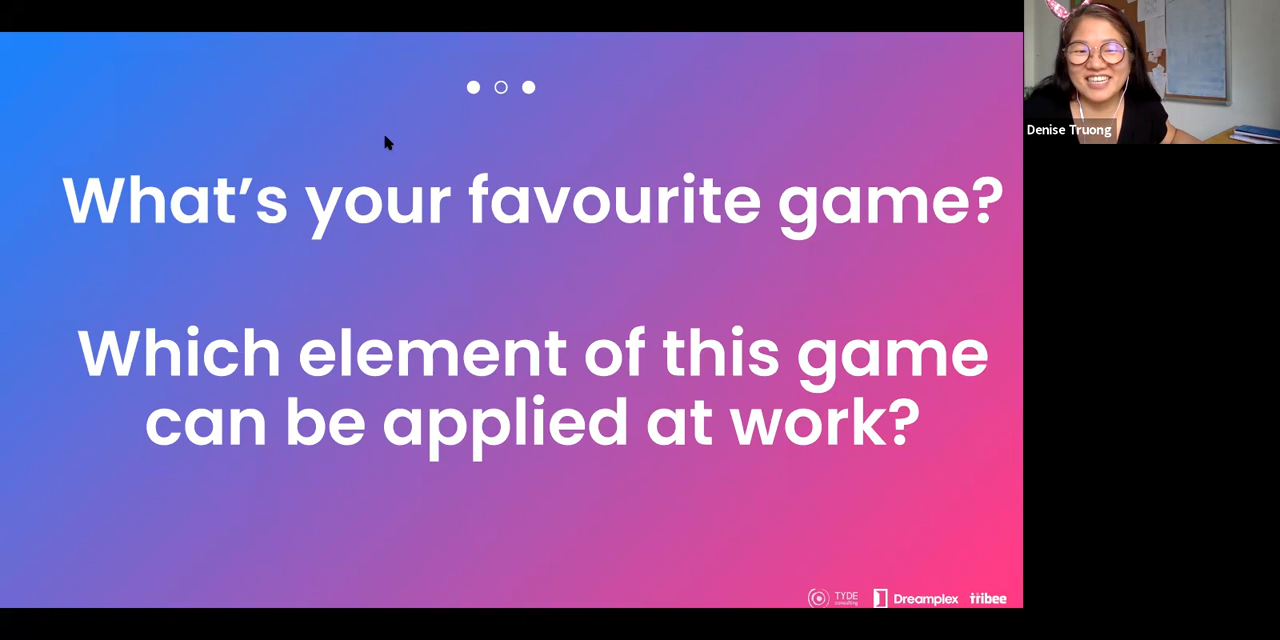 What's your favourite game?
Which element of this game
can be applied at work?
Denise Truong
TYDE
consulting
Dreamplex
tribee